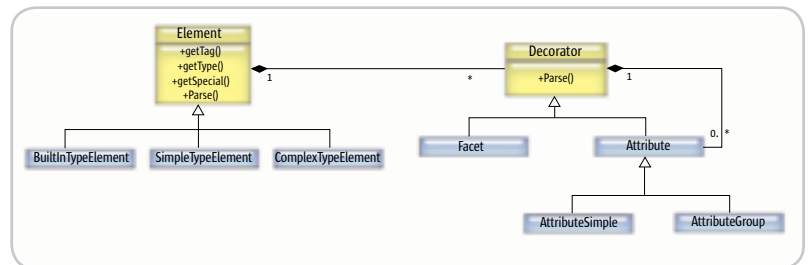 Element
+getTag()
+getType()
+getSpecial()
+Parse()
1
*
Decorator
+Parse()
1
0. *
BuiltInTypeElement
SimpleTypeElement
ComplexTypeElement
Facet
Attribute
AttributeSimple
AttributeGroup